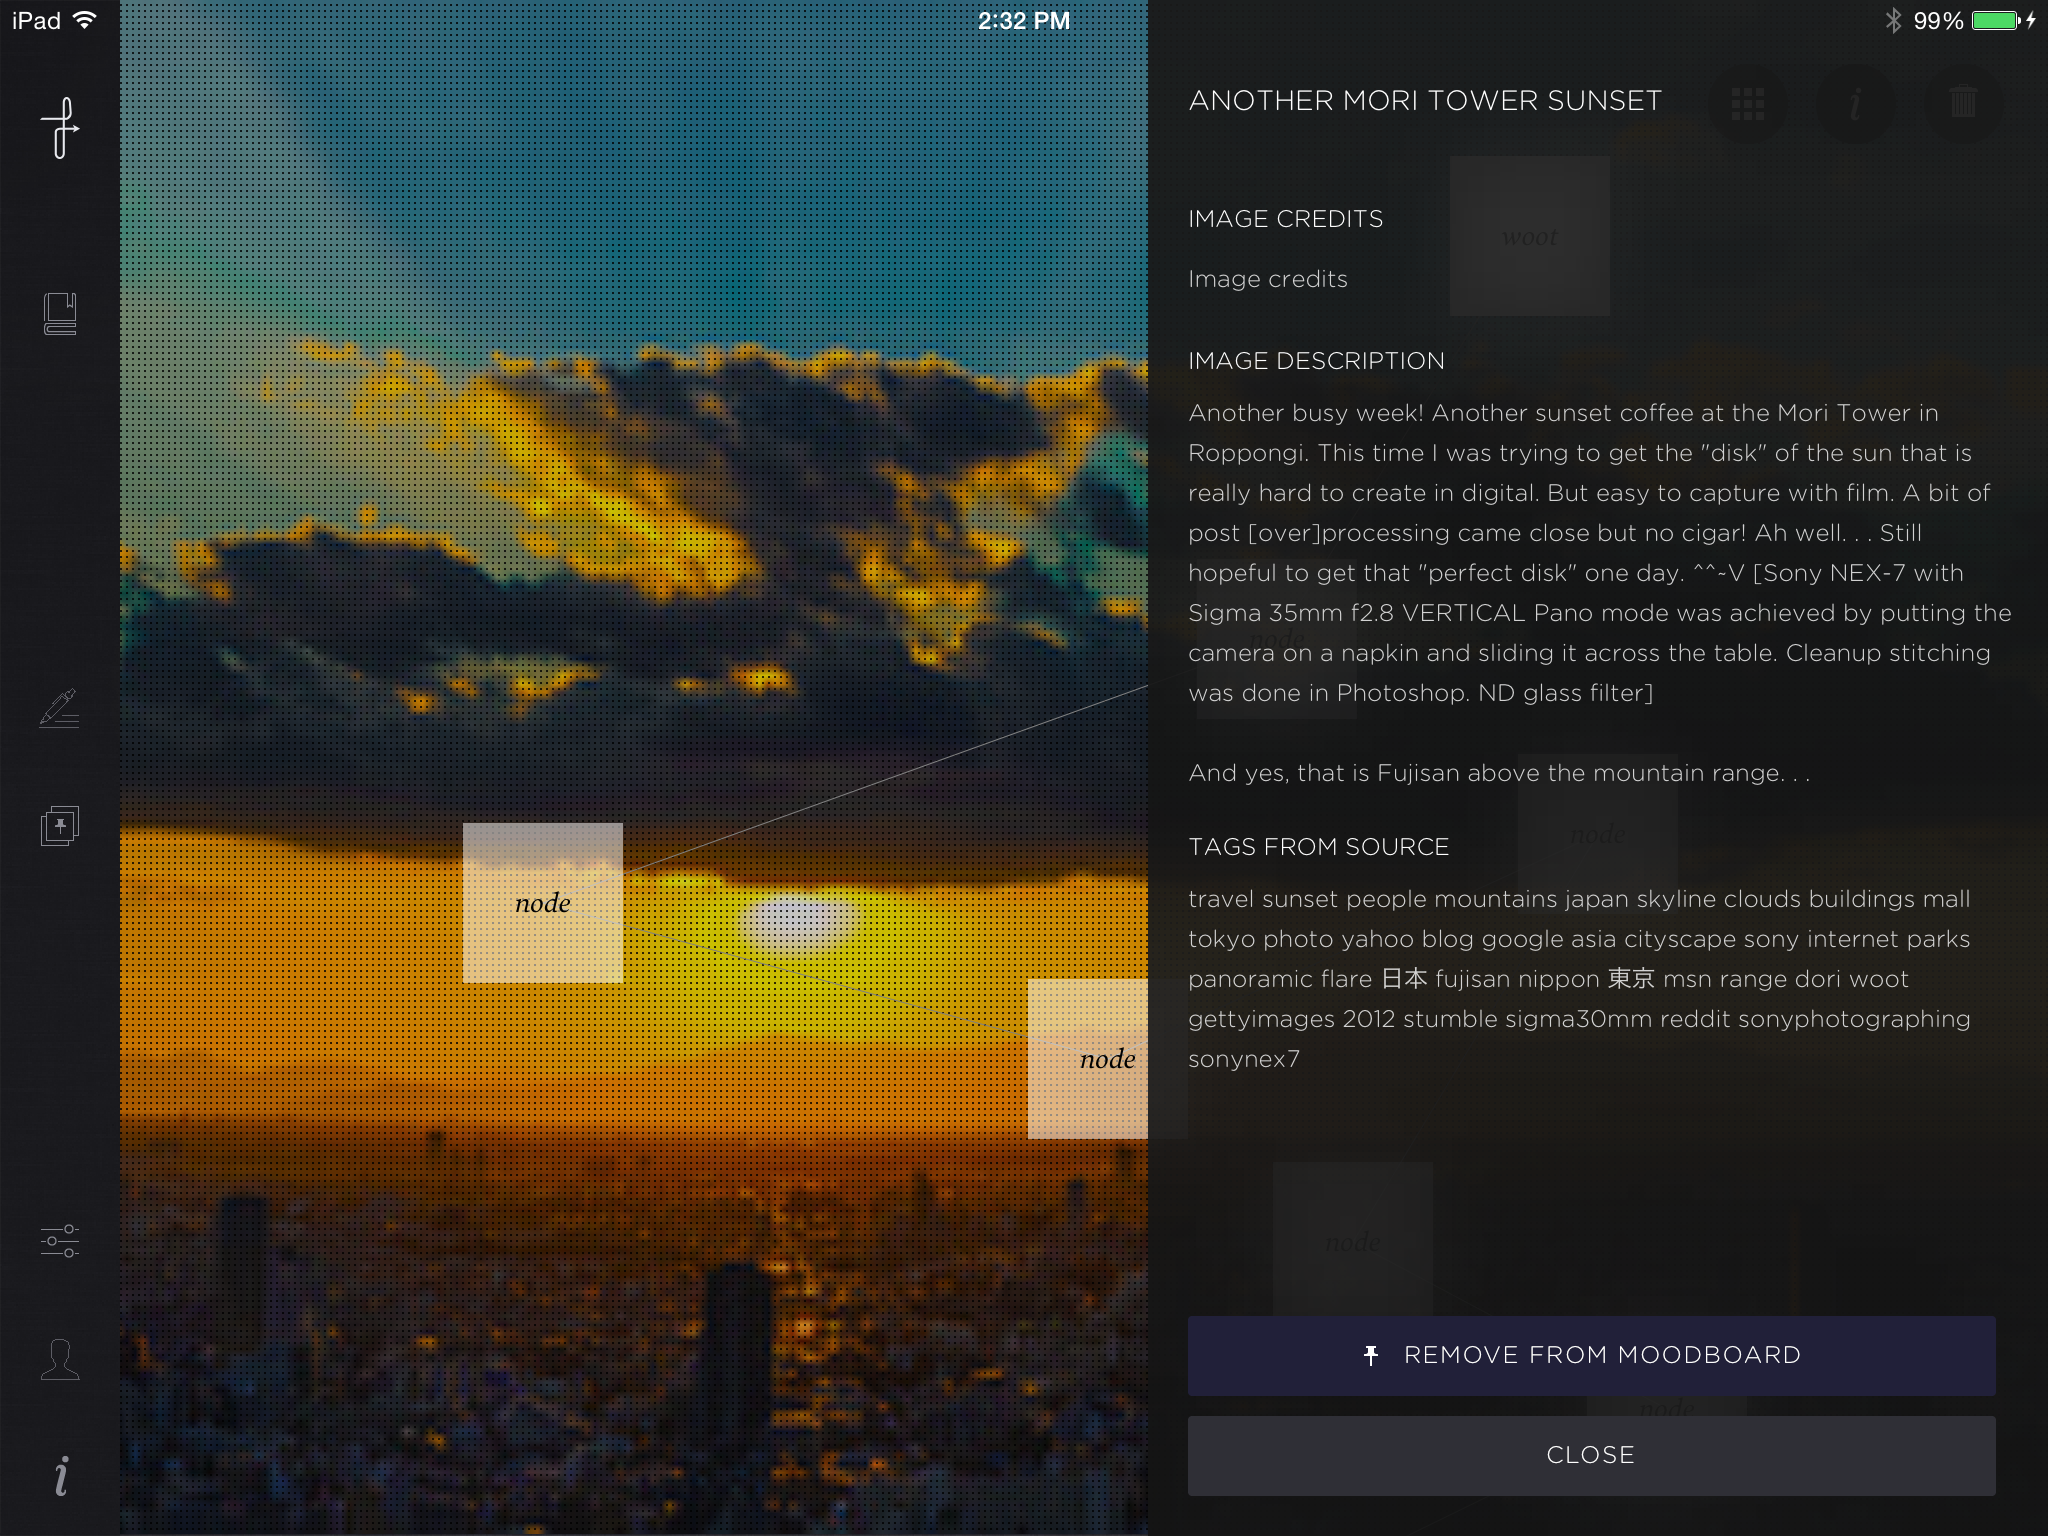 iPad
2:32 PM
99%
ANOTHER MORI TOWER SUNSET
i
woot
IMAGE CREDITS
Image credits
IMAGE DESCRIPTION
Another busy week! Another sunset coffee at the Mori Tower in
Roppongi. This time I was trying to get the "disk" of the sun that is
really hard to create in digital. But easy to capture with film. A bit of
post [over]processing came close but no cigar! Ah well. . . Still
hopeful to get that "perfect disk" one day. ^^~V [Sony NEX-7 with
Sigma 35mm f2.8 VERTICAL Pano mode was achieved by putting the
node
camera on a napkin and sliding it across the table. Cleanup stitching
was done in Photoshop. ND glass filter]
And yes, that is Fujisan above the mountain range. . .
node
TAGS FROM SOURCE
travel sunset people mountains japan skyline clouds buildings mall
tokyo photo yahoo blog google asia cityscape sony internet parks
panoramic flare 日本 fujisan nippon 東京 msn range dori woot
gettyimages 2012 stumble sigma30mm reddit sonyphotographing
sonynex7
node
node
node
REMOVE FROM MOODBOARD
node
CLOSE
i